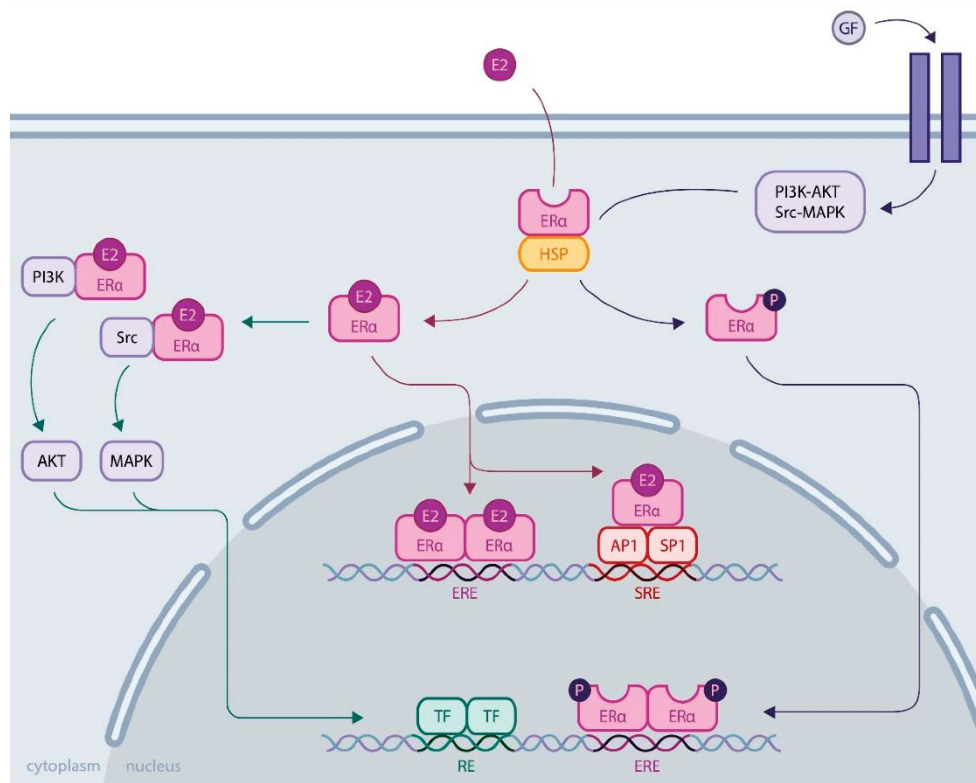 GF
E2
PI3K-AKT
Src-MAPK
ERα
HSP
E2
PI3K
ERα
E2
Src
ERα
E2
ERα
P
ERα
AKT
MAPK
E2
E2
E2
ERα
ERα
ERα
AP1
SP1
ERE
SRE
P
P
ERα
ERα
TF
TF
RE
ERE
cytoplasm
nucleus